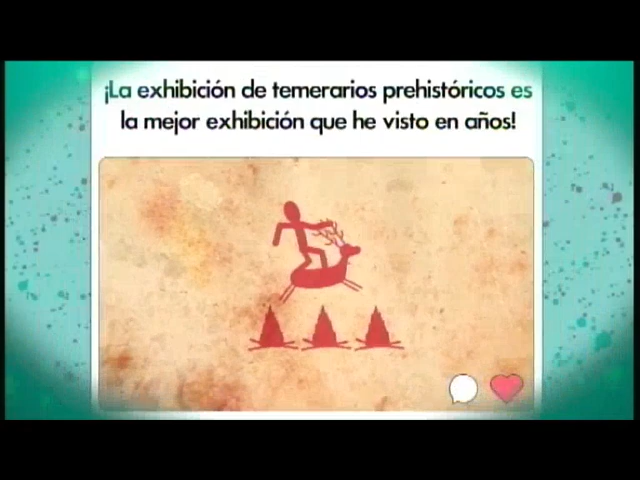 ¡La exhibición de temerarios prehistóricos es
la mejor exhibición que he visto en años!